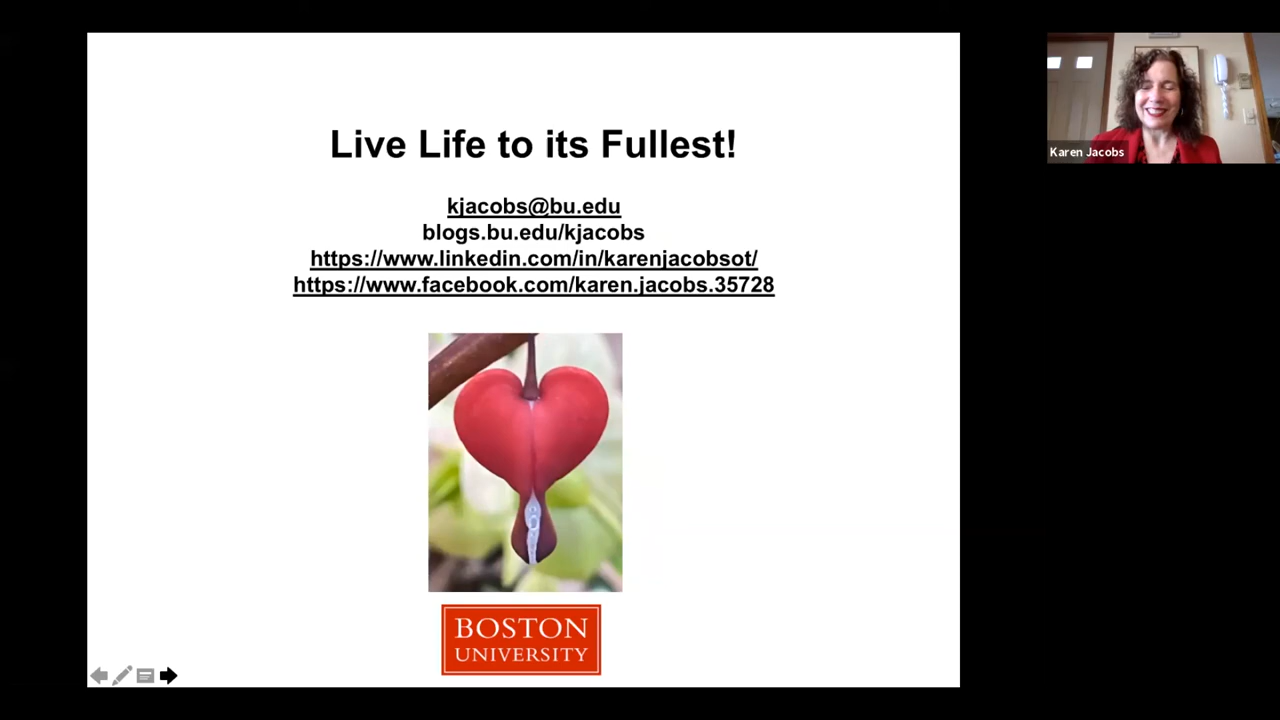 Live Life to its Fullest!
kjacobs@bu.edu
blogs.bu.edu/kjacobs
https://www.linkedin.com/in/karenjacobsot/
https://www.facebook.com/karen.jacobs.35728
BOSTON
UNIVERSITY
Karen Jacobs